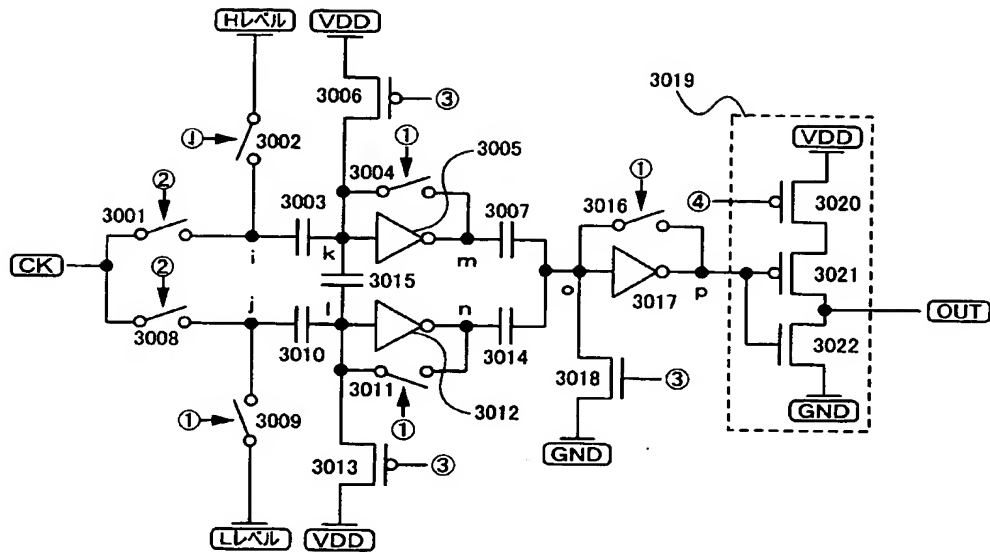 Hレベル
VDD
3019
3006
③
①
3002
①
3004
3005
①
VDD
②
3001
3003
3007
3016
④
3020
i
k
m
CK
②
3015
o
3017
p
3021
OUT
j
l
n
3008
3010
3014
3022
3011
3012
3018
③
①
3009
①
GND
GND
3013
③
Lレベル
VDD